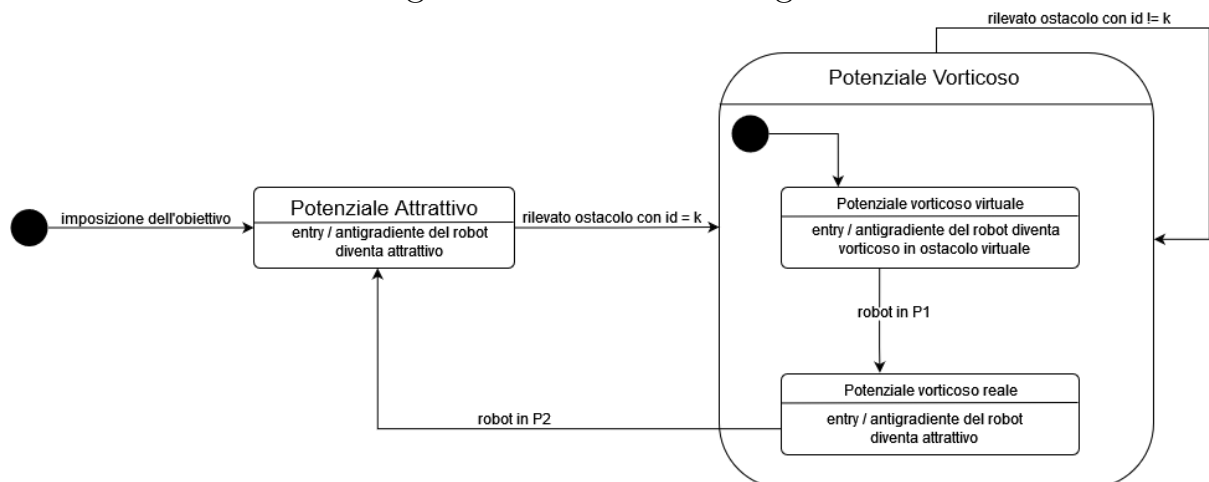 rilevato ostacolo con id != k
Potenziale Vorticoso
imposizione dell'obiettivo
Potenziale Attrattivo
entry / antigradiente del robot
diventa attrattivo
rilevato ostacolo con id = k
Potenziale vorticoso virtuale
entry / antigradiente del robot diventa
vorticoso in ostacolo virtuale
robot in P1
Potenziale vorticoso reale
entry / antigradiente del robot
diventa attrattivo
robot in P2